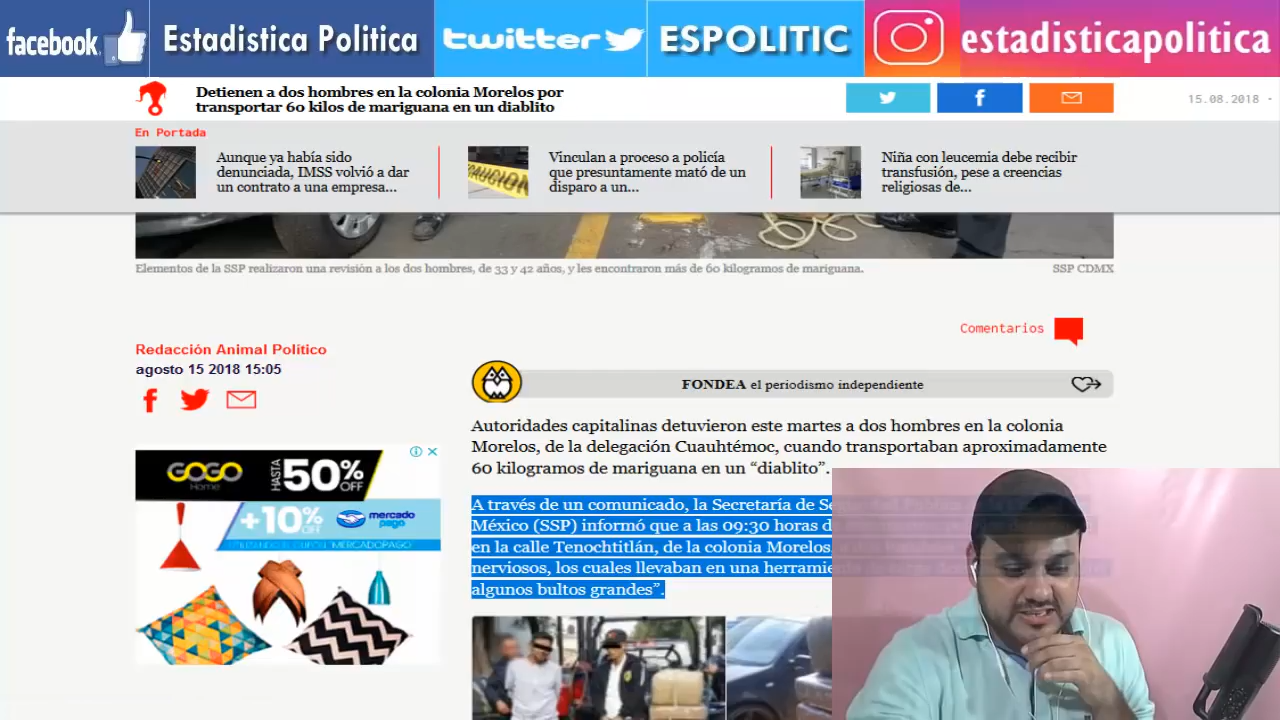 facebook Estadistica Politica twitter ESPOLITIC estadisticapolitica
Detienen a dos hombres en la colonia Morelos por
transportar 60 kilos de mariguana en un diablito
15.08.2018 -
En Portada
Aunque ya había sido
denunciada, IMSS volvió a dar
un contrato a una empresa...
CAUCION
Vinculan a proceso a policía
que presuntamente mató de un
disparo a un...
Niña con leucemia debe recibir
transfusión, pese a creencias
religiosas de...
Elementos de la SSP realizaron una revisión a los dos hombres, de 33 y 42 años, y les encontraron más de 60 kilogramos de mariguana.
SSP CDMX
Comentarios
Redacción Animal Político
agosto 15 2018 15:05
FONDEA el periodismo independiente
Autoridades capitalinas detuvieron este martes a dos hombres en la colonia
Morelos, de la delegación Cuauhtémoc, cuando transportaban aproximadamente
60 kilogramos de mariguana en un “diablito”.
A través de un comunicado, la Secretaría de
México (SSP) informó que a las 09:30 horas
en la calle Tenochtitlán, de la colonia Morelos,
nerviosos, los cuales llevaban en una
algunos bultos grandes”.
GOGO
Home
HASTA 50% OFF
+10% OFF mercado pago